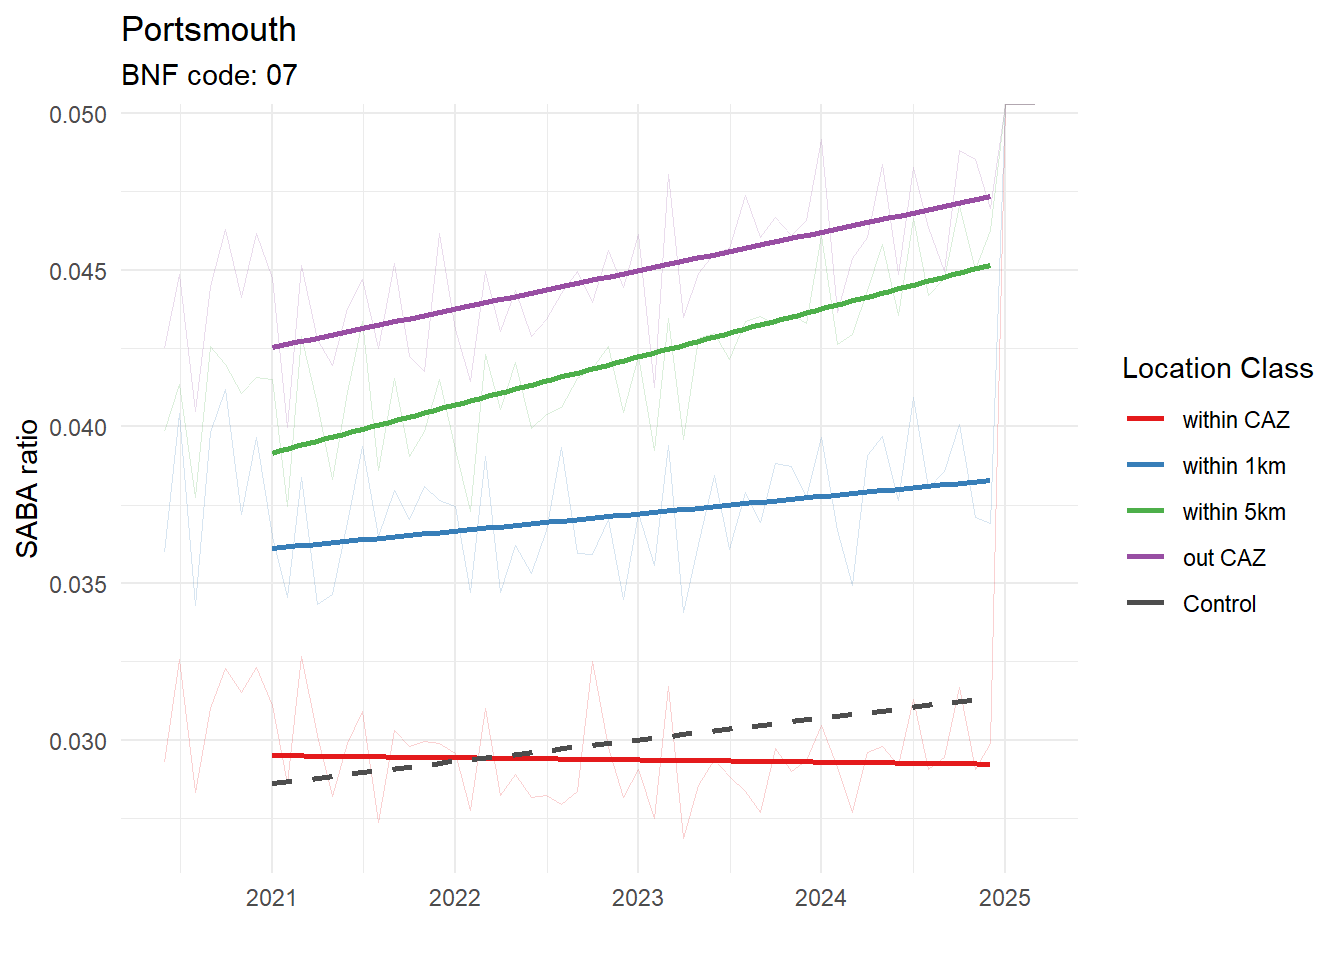 Portsmouth
BNF code: 07
0.050
0.045
0.040
0.035
0.030
SABA ratio
2021
2022
2023
2024
2025
Location Class
within CAZ
within 1km
within 5km
out CAZ
Control